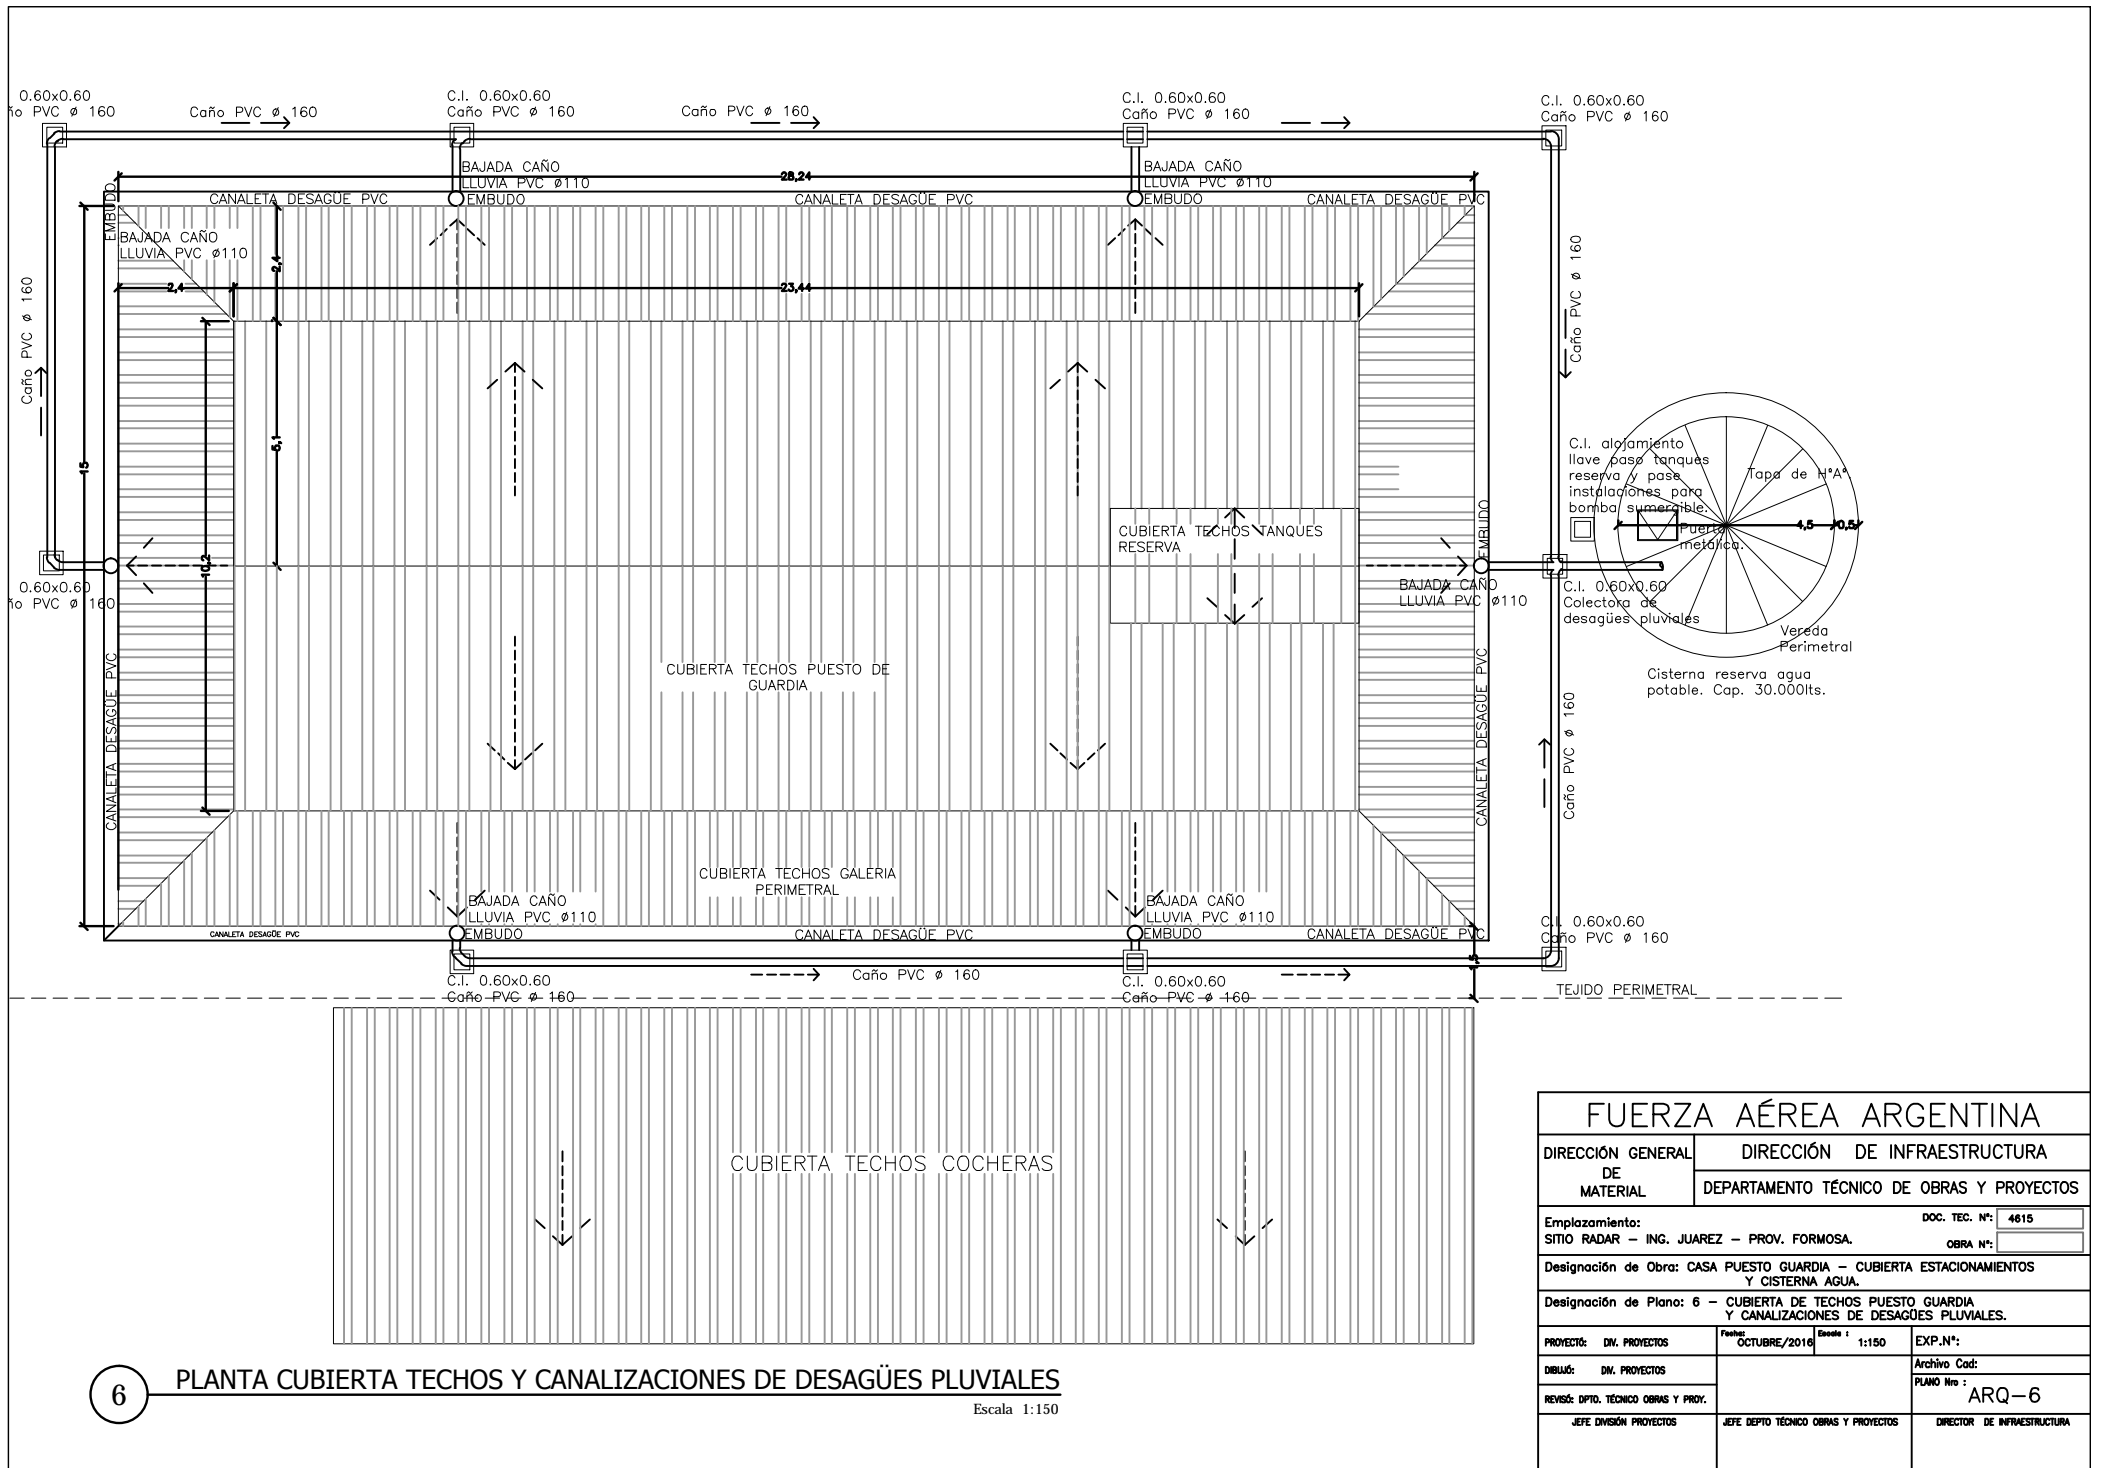 0.60x0.60
ño PVC ø 160
Caño PVC ø 160
C.I. 0.60x0.60
Caño PVC ø 160
Caño PVC ø 160
C.I. 0.60x0.60
Caño PVC ø 160
C.I. 0.60x0.60
Caño PVC ø 160
BAJADA CAÑO
LLUVIA PVC ø110
28,24
BAJADA CAÑO
LLUVIA PVC ø110
CANALETA DESAGÜE PVC
EMBUDO
CANALETA DESAGÜE PVC
EMBUDO
CANALETA DESAGÜE PVC
EMBUDO
BAJADA CAÑO
LLUVIA PVC ø110
2,4
2,4
23,44
Caño PVC ø 160
Caño PVC ø 160
15
5,1
10,2
C.I. alojamiento
llave paso tanques
reserva y pase
instalaciones para
bomba sumergible.
Tapa de HºAº.
Puerta
metálica.
4,5
0,5
CUBIERTA TECHOS TANQUES
RESERVA
EMBUDO
BAJADA CAÑO
LLUVIA PVC ø110
0.60x0.60
ño PVC ø 160
C.I. 0.60x0.60
Colectora de
desagües pluviales
Vereda
Perimetral
Cisterna reserva agua
potable. Cap. 30.000lts.
CUBIERTA TECHOS PUESTO DE
GUARDIA
CANALETA DESAGÜE PVC
CANALETA DESAGÜE PVC
Caño PVC ø 160
CUBIERTA TECHOS GALERIA
PERIMETRAL
BAJADA CAÑO
LLUVIA PVC ø110
BAJADA CAÑO
LLUVIA PVC ø110
CANALETA DESAGÜE PVC
EMBUDO
CANALETA DESAGÜE PVC
EMBUDO
CANALETA DESAGÜE PVC
C.I. 0.60x0.60
Caño PVC ø 160
C.I. 0.60x0.60
Caño PVC ø 160
Caño PVC ø 160
C.I. 0.60x0.60
Caño PVC ø 160
TEJIDO PERIMETRAL
CUBIERTA TECHOS COCHERAS
6
PLANTA CUBIERTA TECHOS Y CANALIZACIONES DE DESAGÜES PLUVIALES
Escala 1:150
FUERZA AÉREA ARGENTINA
DIRECCIÓN GENERAL
DE
MATERIAL
DIRECCIÓN DE INFRAESTRUCTURA
DEPARTAMENTO TÉCNICO DE OBRAS Y PROYECTOS
Emplazamiento:
SITIO RADAR – ING. JUAREZ – PROV. FORMOSA.
DOC. TEC. Nº: 4615
OBRA Nº:
Designación de Obra: CASA PUESTO GUARDIA – CUBIERTA ESTACIONAMIENTOS
Y CISTERNA AGUA.
Designación de Plano: 6 – CUBIERTA DE TECHOS PUESTO GUARDIA
Y CANALIZACIONES DE DESAGÜES PLUVIALES.
PROYECTÓ: DIV. PROYECTOS
Fecha: OCTUBRE/2016
Escala : 1:150
EXP.Nº:
DIBUJÓ: DIV. PROYECTOS
Archivo Cad:
REVISÓ: DPTO. TÉCNICO OBRAS Y PROY.
PLANO Nro :
ARQ–6
JEFE DIVISIÓN PROYECTOS
JEFE DEPTO TÉCNICO OBRAS Y PROYECTOS
DIRECTOR DE INFRAESTRUCTURA